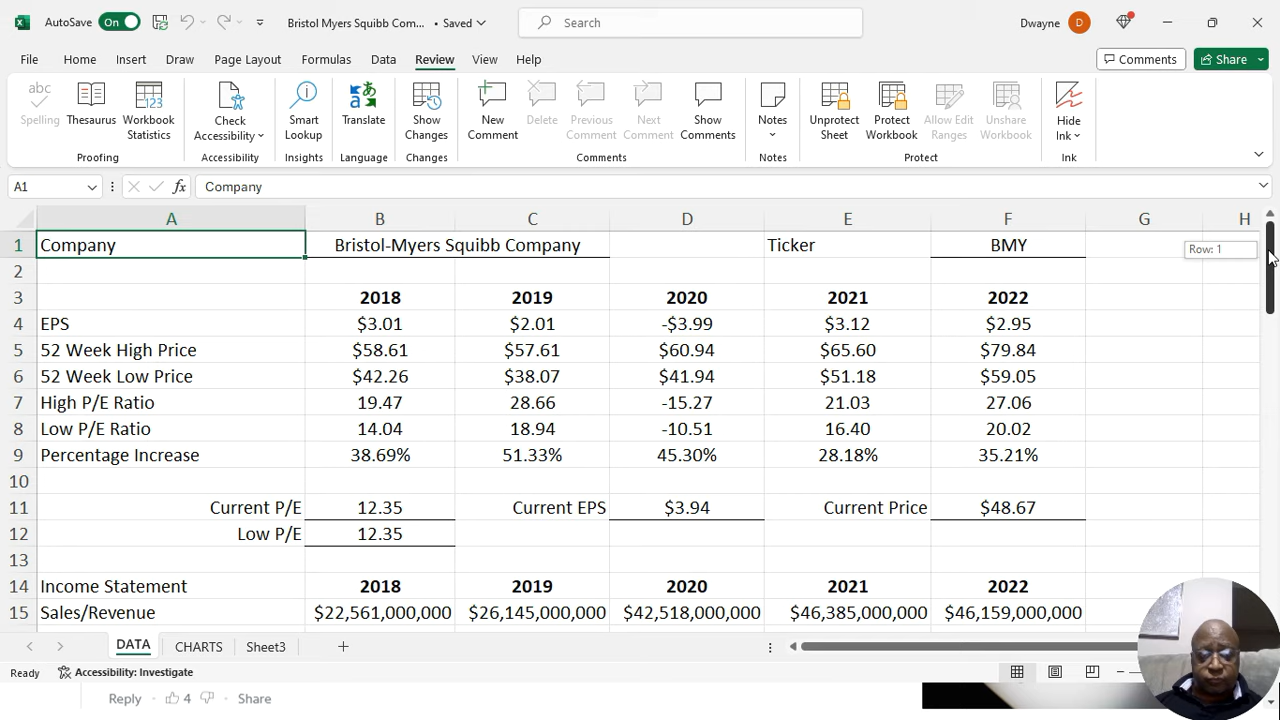 AutoSave On Bristol Myers Squibb Com... • Saved Search Dwayne D
File Home Insert Draw Page Layout Formulas Data Review View Help Comments Share
abc
Spelling Thesaurus Workbook Statistics Check Accessibility Smart Lookup Translate Show Changes New Comment Delete Previous Comment Next Comment Show Comments Notes Unprotect Sheet Protect Workbook Allow Edit Ranges Unshare Workbook Hide Ink
Proofing Accessibility Insights Language Changes Comments Notes Protect Ink
A1 fx Company
A B C D E F G H
1 Company Bristol-Myers Squibb Company Ticker BMY Row: 1
2
3 2018 2019 2020 2021 2022
4 EPS $3.01 $2.01 -$3.99 $3.12 $2.95
5 52 Week High Price $58.61 $57.61 $60.94 $65.60 $79.84
6 52 Week Low Price $42.26 $38.07 $41.94 $51.18 $59.05
7 High P/E Ratio 19.47 28.66 -15.27 21.03 27.06
8 Low P/E Ratio 14.04 18.94 -10.51 16.40 20.02
9 Percentage Increase 38.69% 51.33% 45.30% 28.18% 35.21%
10
11 Current P/E 12.35 Current EPS $3.94 Current Price $48.67
12 Low P/E 12.35
13
14 Income Statement 2018 2019 2020 2021 2022
15 Sales/Revenue $22,561,000,000 $26,145,000,000 $42,518,000,000 $46,385,000,000 $46,159,000,000
DATA CHARTS Sheet3
Ready Accessibility: Investigate
Reply 4 Share